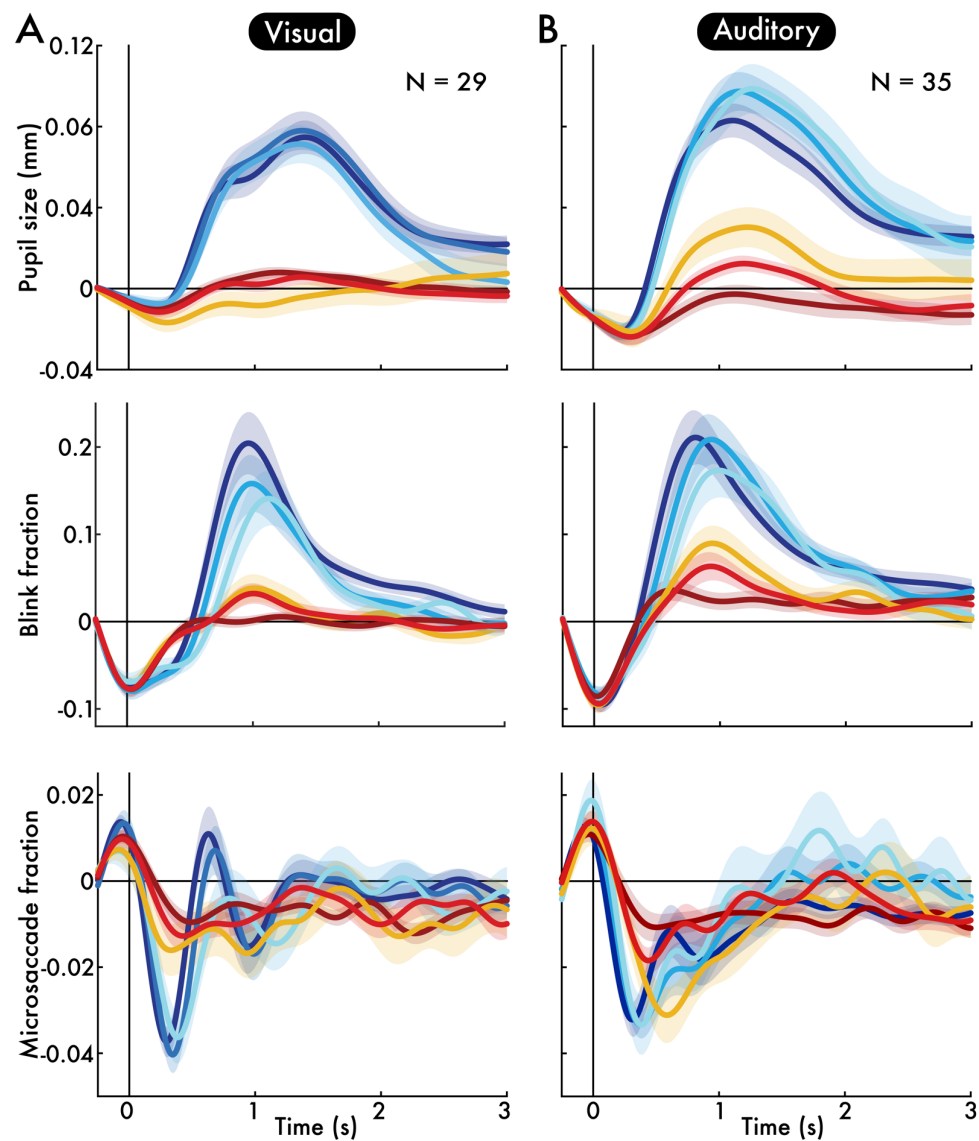 A Visual B Auditory
N = 29 N = 35
Pupil size (mm)
0.12
0.06
0.04
0
-0.04
Blink fraction
0.2
0.1
0
-0.1
Microsaccade fraction
0.02
0
-0.02
-0.04
0 1 2 3 0 1 2 3
Time (s) Time (s)